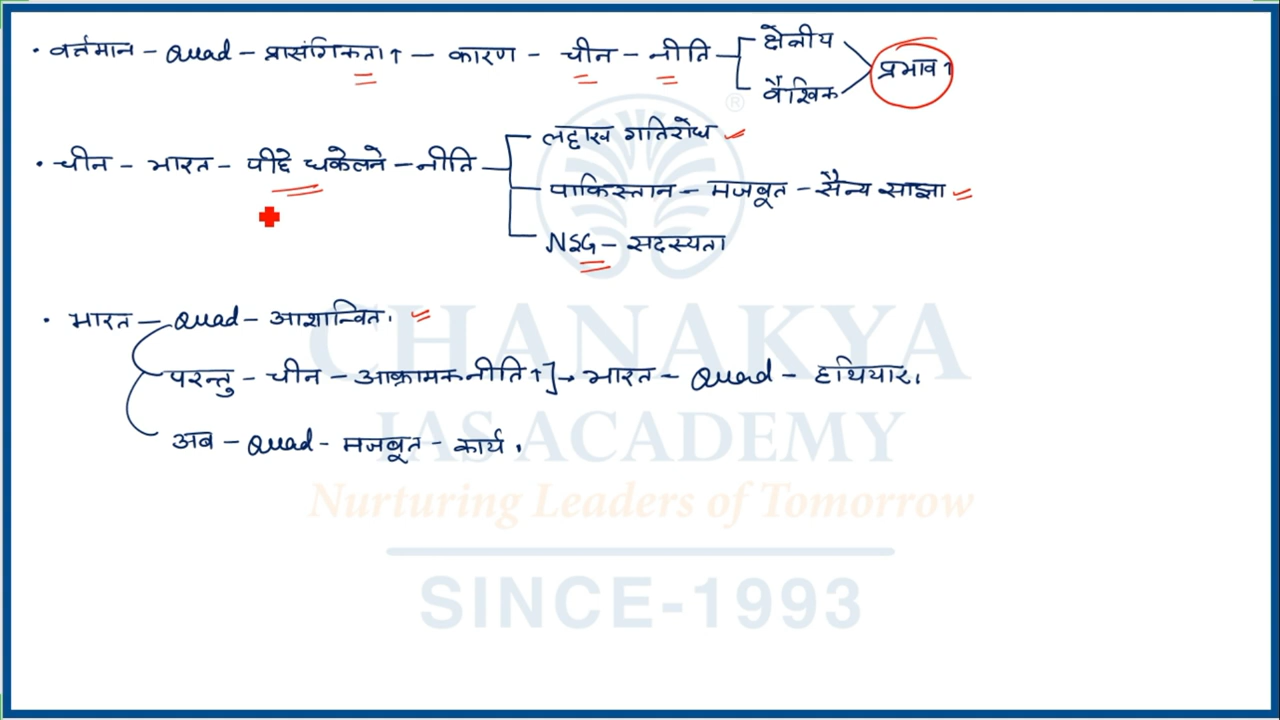 • वर्तमान - Quad - प्रासंगिकता↑ - कारण - चीन - नीति
क्षेत्रीय
वैश्विक
प्रभाव↑
• चीन - भारत - पीछे धकेलने - नीति
लद्दाख गतिरोध
पाकिस्तान - मजबूत - सैन्य साझा
NSG - सदस्यता
• भारत - Quad - आशान्वित।
परन्तु - चीन - आक्रामक नीति↑] → भारत - Quad - हथियार।
अब - Quad - मजबूत - कार्य।
®
CHANAKYA
IAS ACADEMY
Nurturing Leaders of Tomorrow
SINCE-1993